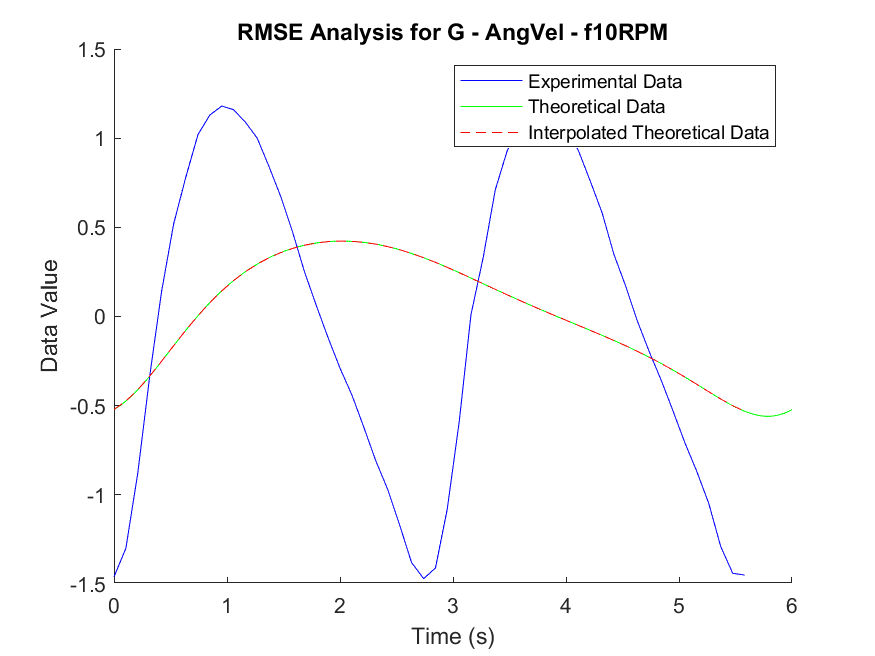 RMSE Analysis for G - AngVel - f10RPM
1.5
1
0.5
0
-0.5
-1
-1.5
Data Value
Experimental Data
Theoretical Data
Interpolated Theoretical Data
0 1 2 3 4 5 6
Time (s)